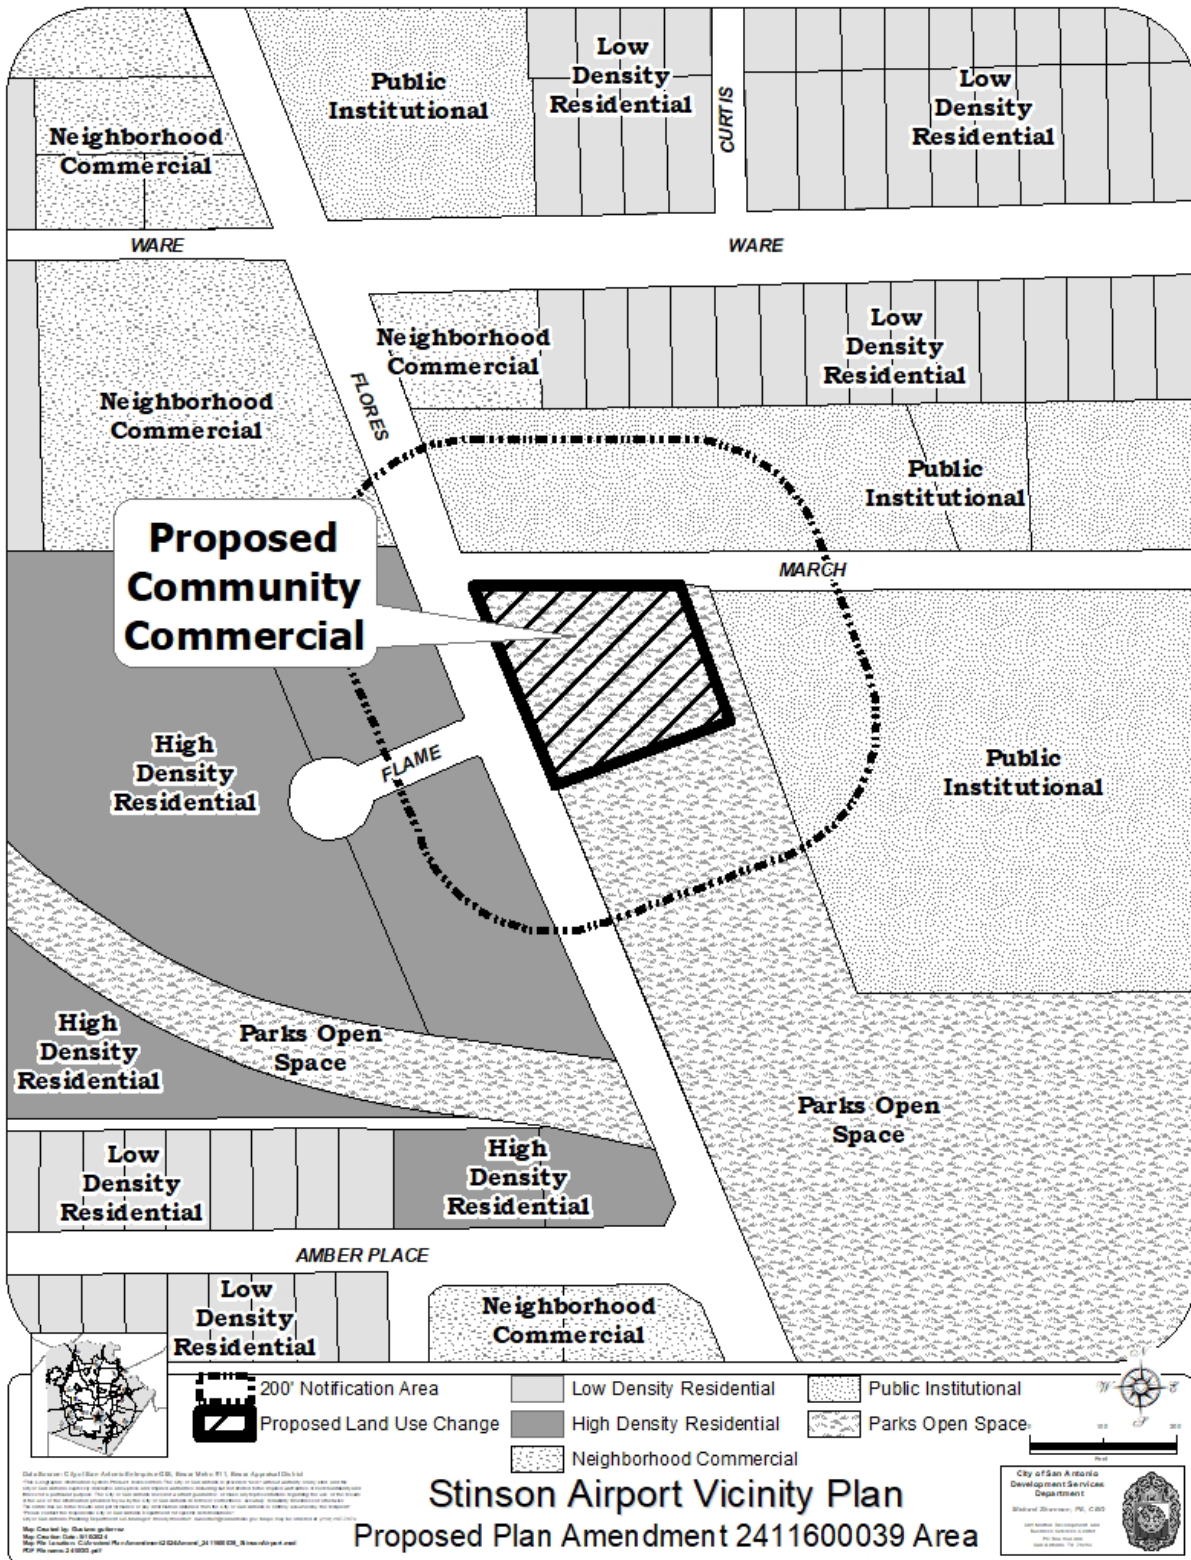 Public
Institutional
Low
Density
Residential
CURTIS
Low
Density
Residential
Neighborhood
Commercial
WARE
WARE
Neighborhood
Commercial
Low
Density
Residential
FLORES
Neighborhood
Commercial
Public
Institutional
Proposed
Community
Commercial
MARCH
High
Density
Residential
FLAME
Public
Institutional
High
Density
Residential
Parks Open
Space
Parks Open
Space
Low
Density
Residential
High
Density
Residential
AMBER PLACE
Low
Density
Residential
Neighborhood
Commercial
200' Notification Area
Proposed Land Use Change
Low Density Residential
High Density Residential
Neighborhood Commercial
Public Institutional
Parks Open Space
N
W
E
S
Stinson Airport Vicinity Plan
Proposed Plan Amendment 2411600039 Area
City of San Antonio
Development Services
Department